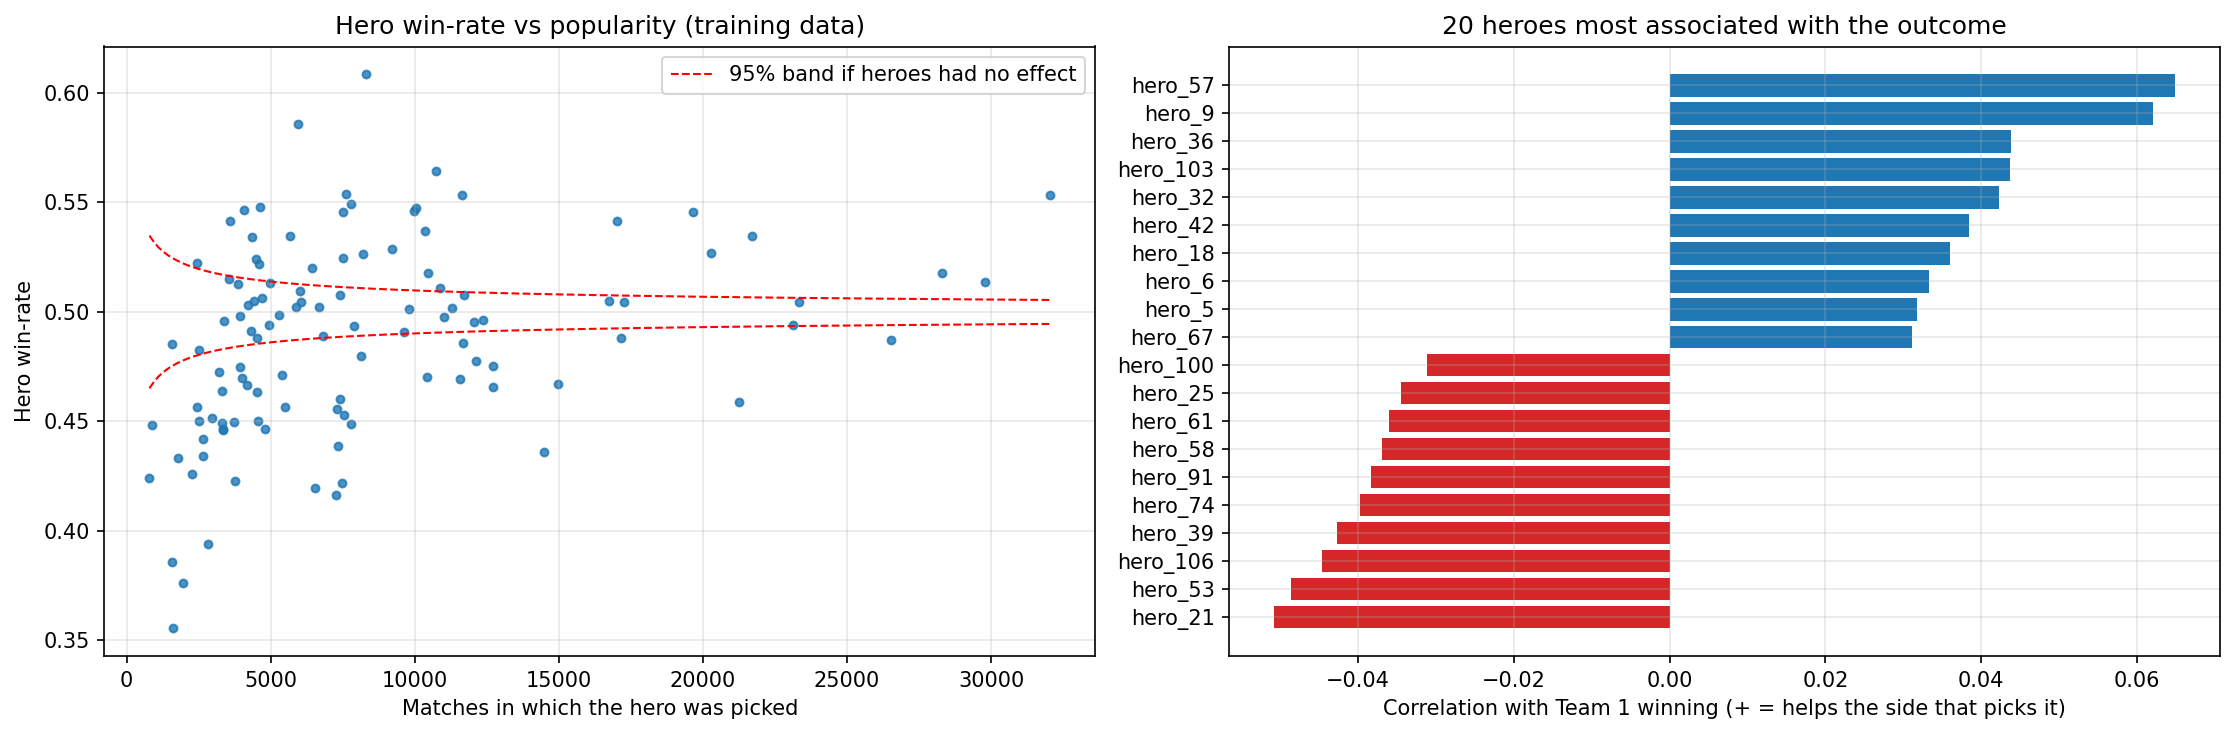 Hero win-rate vs popularity (training data)
95% band if heroes had no effect
Hero win-rate
0.60
0.55
0.50
0.45
0.40
0.35
0
5000
10000
15000
20000
25000
30000
Matches in which the hero was picked
20 heroes most associated with the outcome
hero_57
hero_9
hero_36
hero_103
hero_32
hero_42
hero_18
hero_6
hero_5
hero_67
hero_100
hero_25
hero_61
hero_58
hero_91
hero_74
hero_39
hero_106
hero_53
hero_21
−0.04
−0.02
0.00
0.02
0.04
0.06
Correlation with Team 1 winning (+ = helps the side that picks it)